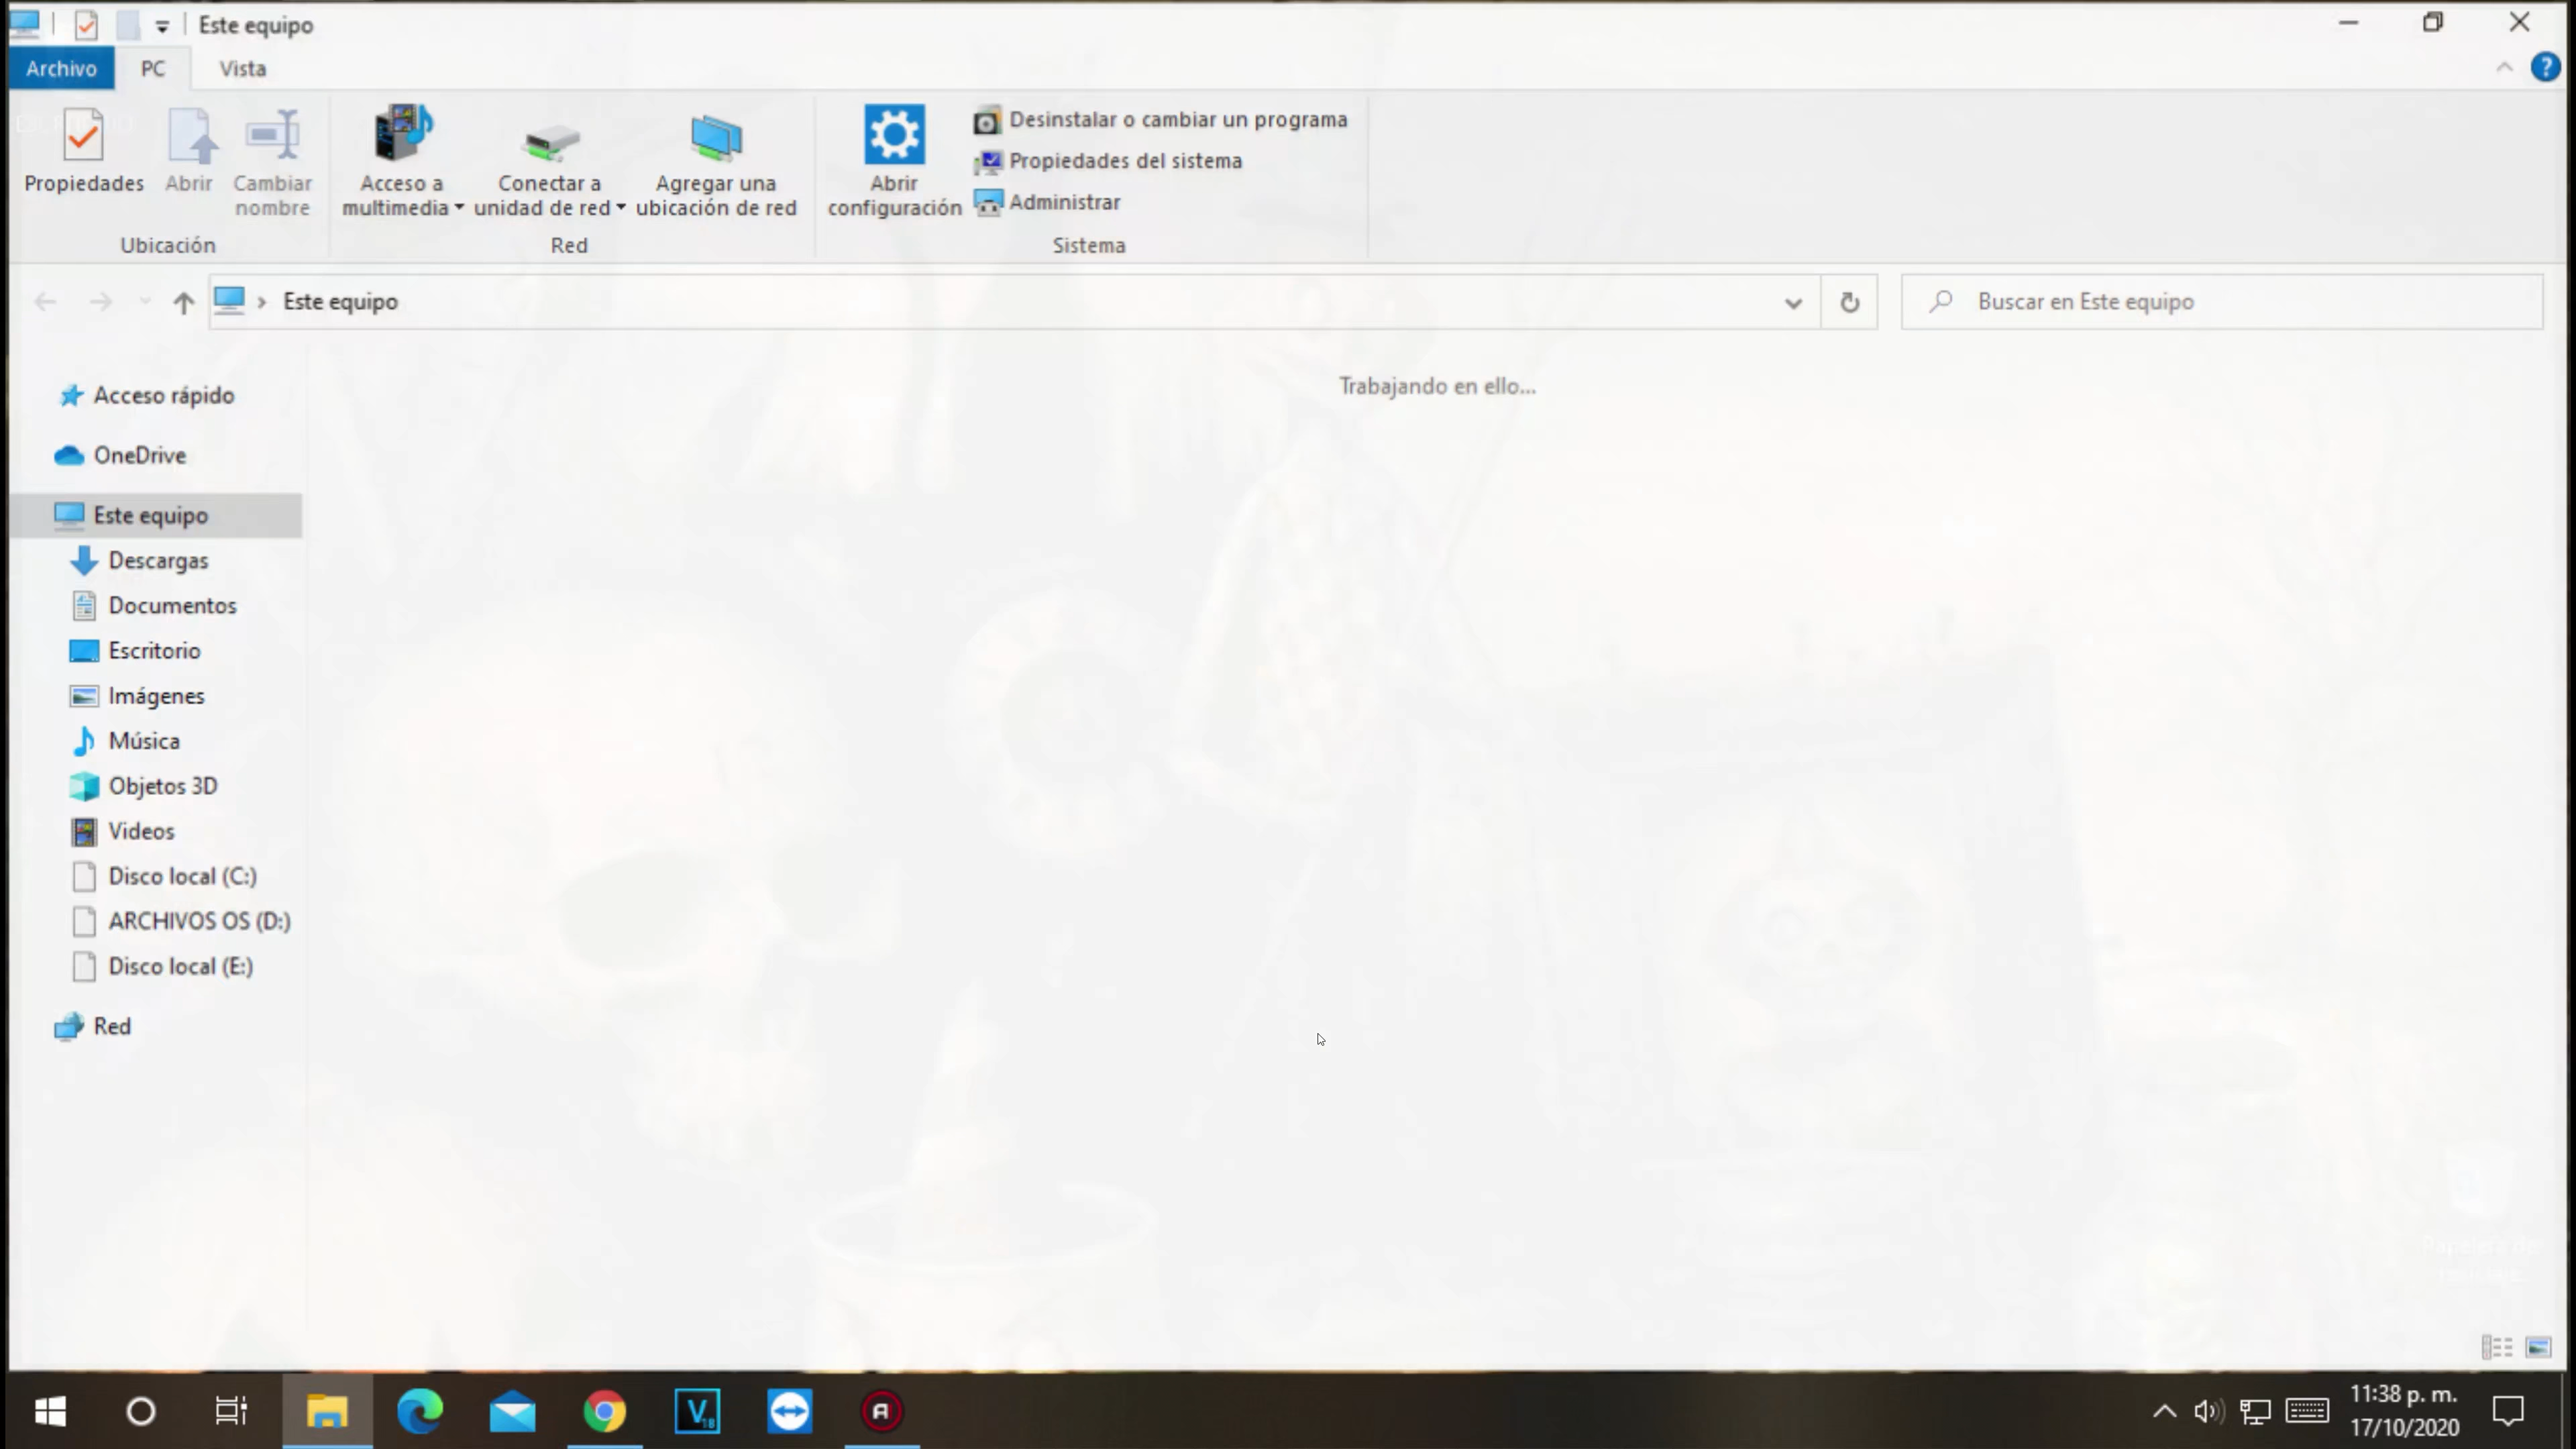 Este equipo
Archivo
PC
Vista
Propiedades
Abrir
Cambiar
nombre
Ubicación
Acceso a
multimedia
Conectar a
unidad de red
Agregar una
ubicación de red
Red
Abrir
configuración
Desinstalar o cambiar un programa
Propiedades del sistema
Administrar
Sistema
Este equipo
Buscar en Este equipo
Trabajando en ello...
Acceso rápido
OneDrive
Este equipo
Descargas
Documentos
Escritorio
Imágenes
Música
Objetos 3D
Videos
Disco local (C:)
ARCHIVOS OS (D:)
Disco local (E:)
Red
V
18
A
11:38 p. m.
17/10/2020